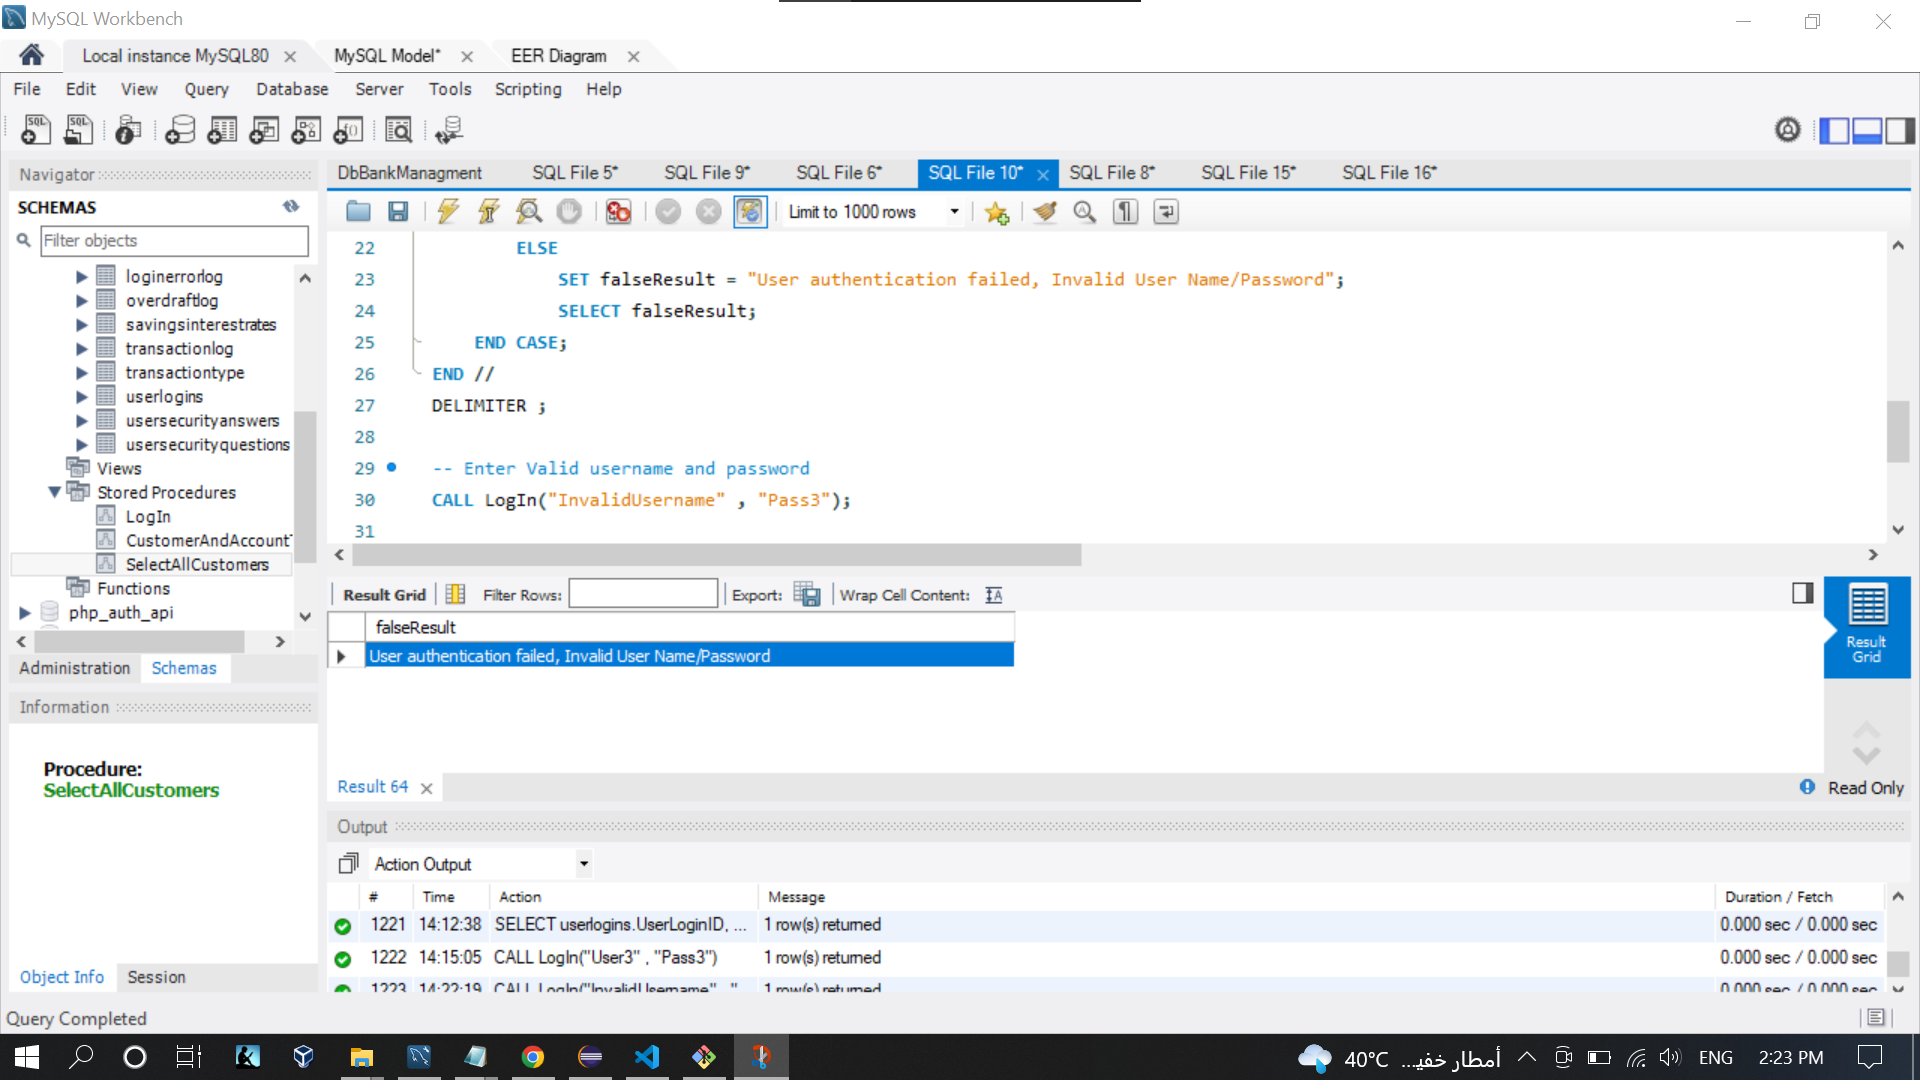 MySQL Workbench
Local instance MySQL80
MySQL Model*
EER Diagram
File Edit View Query Database Server Tools Scripting Help
Navigator
SCHEMAS
Filter objects
loginerrorlog
overdraftlog
savingsinterestrates
transactionlog
transactiontype
userlogins
usersecurityanswers
usersecurityquestions
Views
Stored Procedures
LogIn
CustomerAndAccount
SelectAllCustomers
Functions
php_auth_api
Administration Schemas
Information
Procedure:
SelectAllCustomers
Object Info Session
DbBankManagment SQL File 5* SQL File 9* SQL File 6* SQL File 10* SQL File 8* SQL File 15* SQL File 16*
Limit to 1000 rows
22 ELSE
23 SET falseResult = "User authentication failed, Invalid User Name/Password";
24 SELECT falseResult;
25 END CASE;
26 END //
27 DELIMITER ;
28
29 -- Enter Valid username and password
30 CALL LogIn("InvalidUsername" , "Pass3");
31
Result Grid Filter Rows: Export: Wrap Cell Content:
falseResult
User authentication failed, Invalid User Name/Password
Result Grid
Result 64
Read Only
Output
Action Output
# Time Action Message Duration / Fetch
1221 14:12:38 SELECT userlogins.UserLoginID, ... 1 row(s) returned 0.000 sec / 0.000 sec
1222 14:15:05 CALL LogIn("User3" , "Pass3") 1 row(s) returned 0.000 sec / 0.000 sec
1223 14:22:19 CALL LogIn("InvalidUsername" , " 1 row(s) returned 0.000 sec / 0.000 sec
Query Completed
40°C أمطار خفيـ...
ENG
2:23 PM